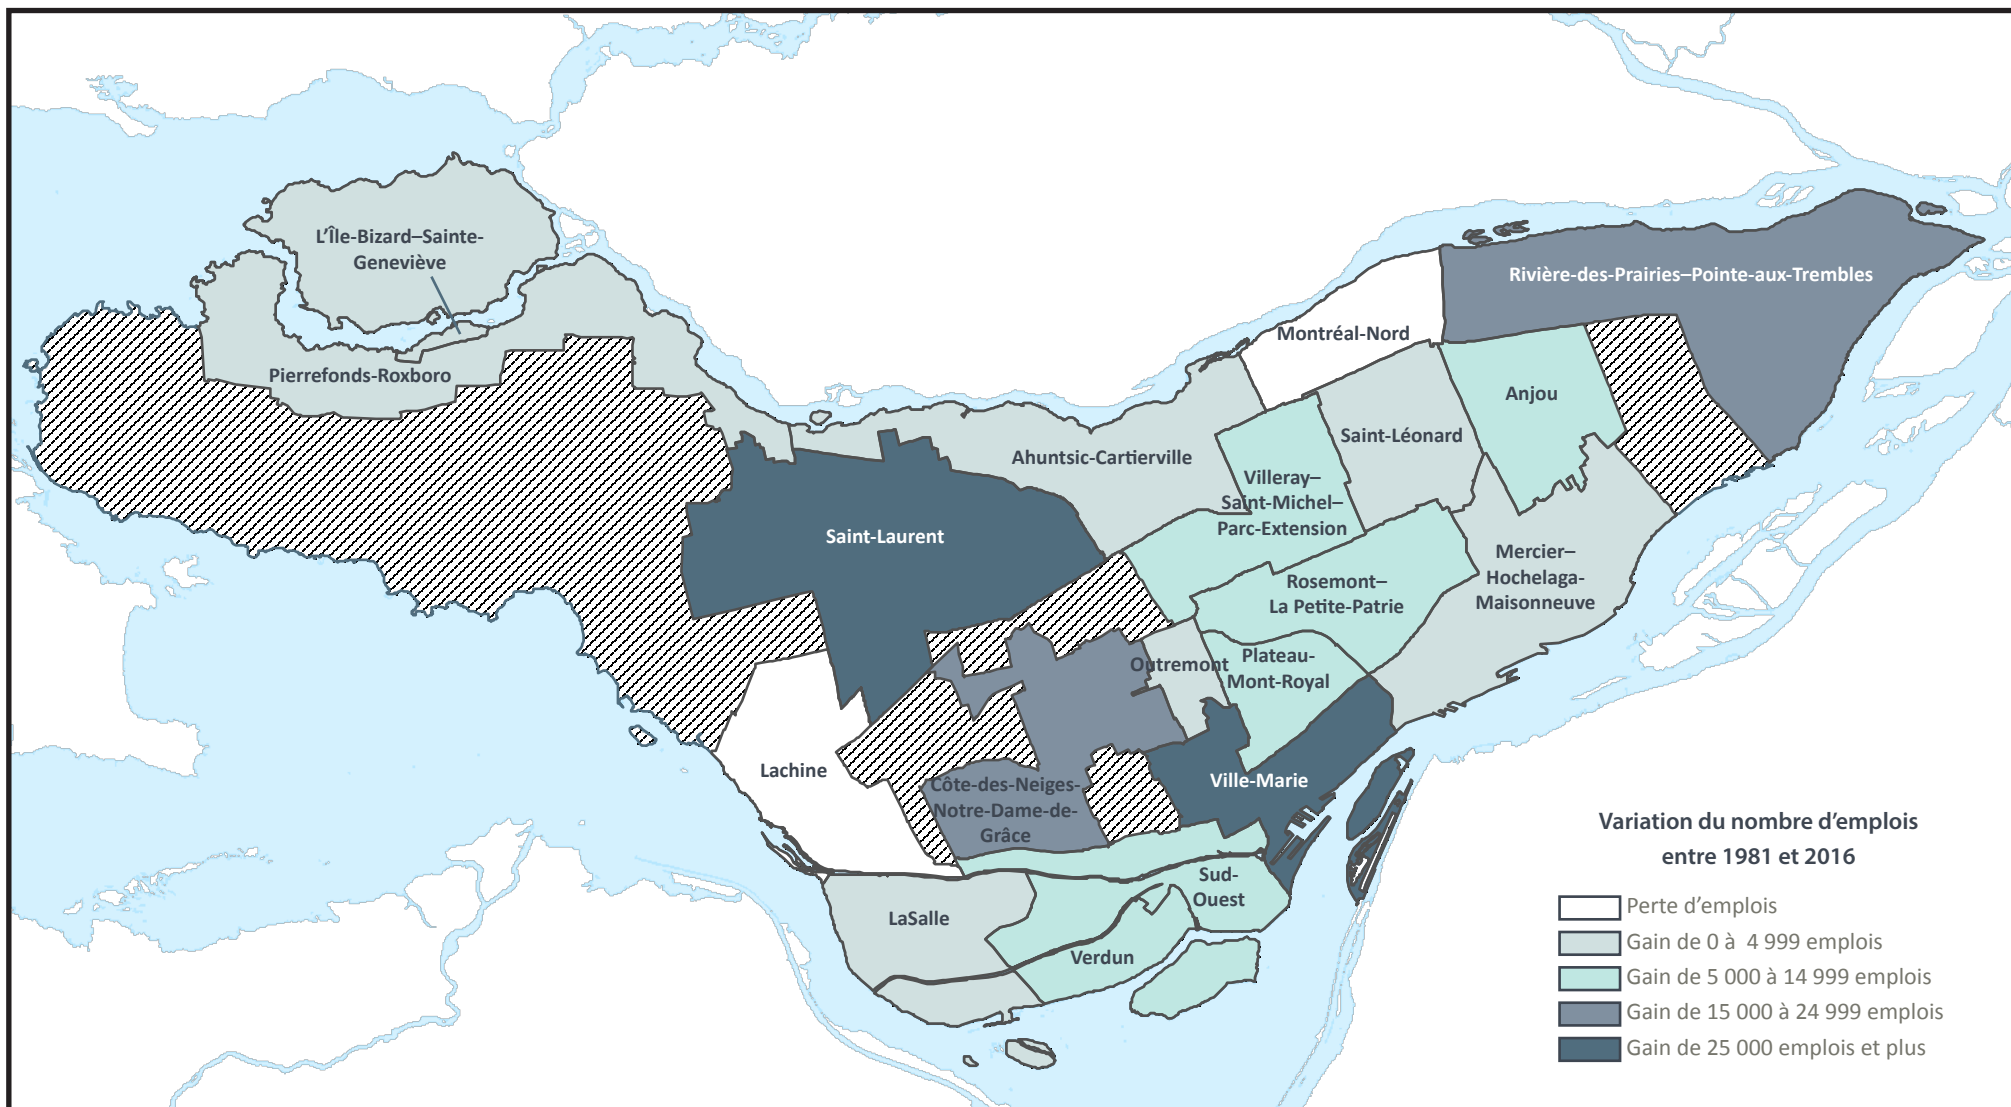 L'Île-Bizard–Sainte-
Geneviève
Pierrefonds-Roxboro
Rivière-des-Prairies–Pointe-aux-Trembles
Montréal-Nord
Anjou
Saint-Léonard
Ahuntsic-Cartierville
Villeray–
Saint-Michel–
Parc-Extension
Saint-Laurent
Mercier–
Hochelaga-
Maisonneuve
Rosemont–
La Petite-Patrie
Outremont
Plateau-
Mont-Royal
Lachine
Ville-Marie
Côte-des-Neiges-
Notre-Dame-de-
Grâce
Sud-
Ouest
LaSalle
Verdun
Variation du nombre d'emplois
entre 1981 et 2016
Perte d'emplois
Gain de 0 à 4 999 emplois
Gain de 5 000 à 14 999 emplois
Gain de 15 000 à 24 999 emplois
Gain de 25 000 emplois et plus